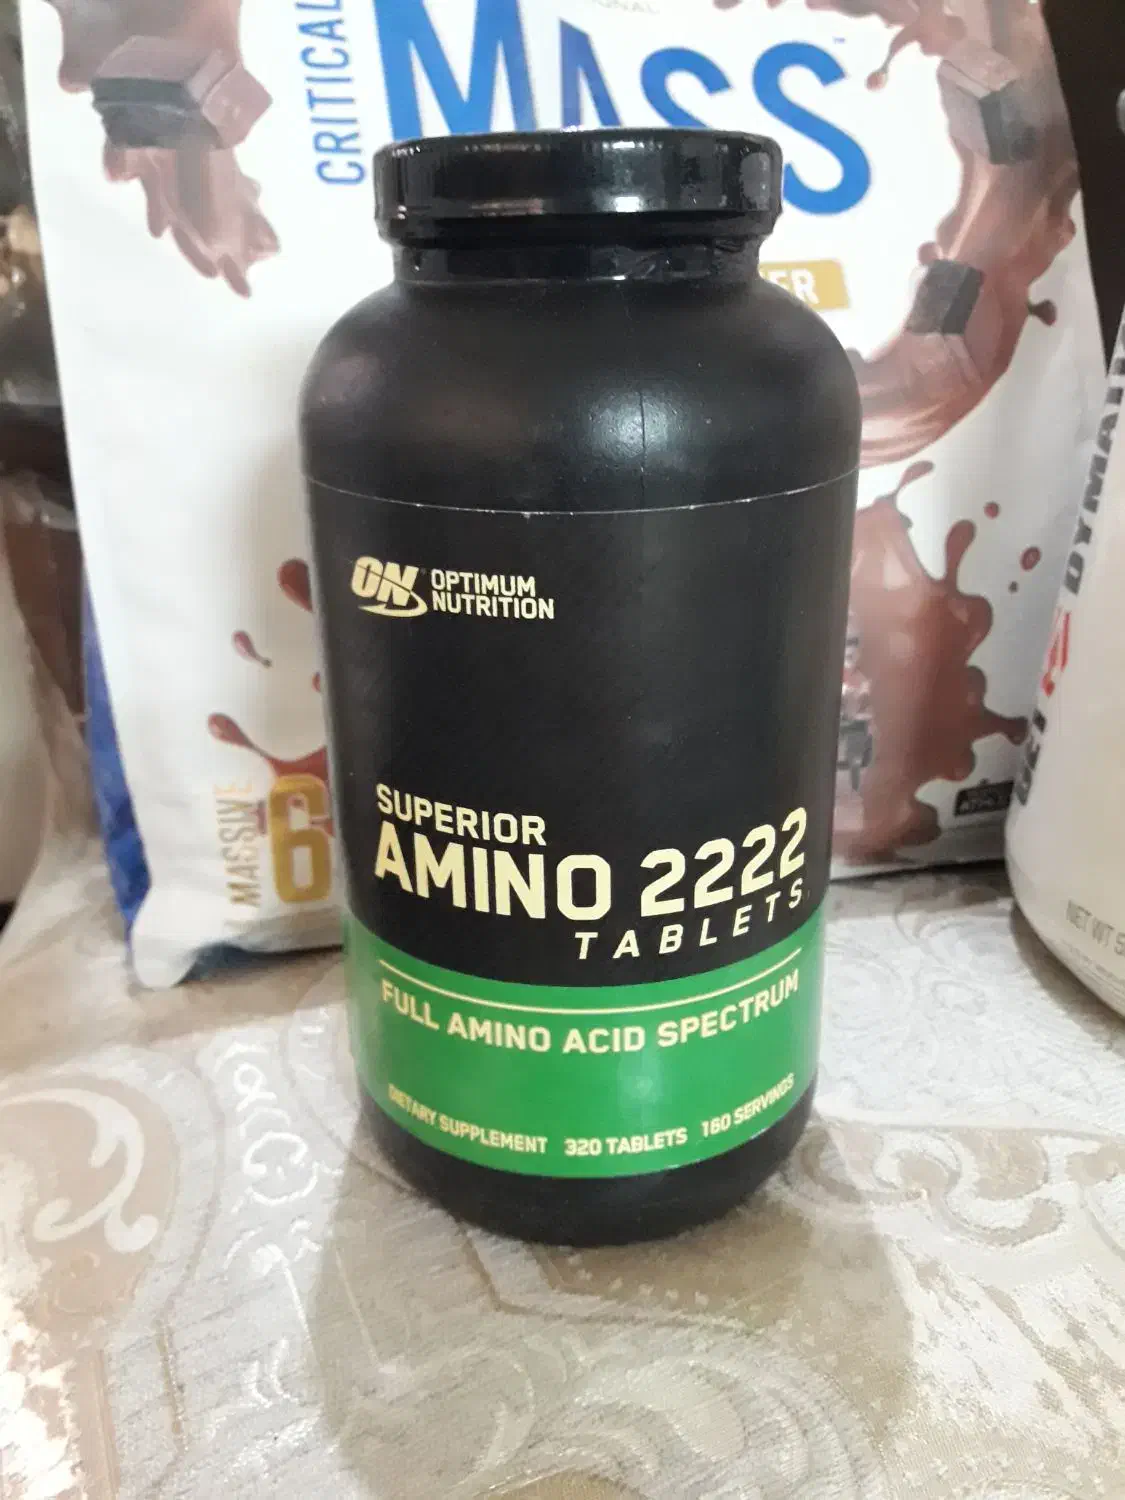 CRITICAL
MASS
ON OPTIMUM
NUTRITION
SUPERIOR
AMINO 2222
TABLETS
FULL AMINO ACID SPECTRUM
DIETARY SUPPLEMENT 320 TABLETS 160 SERVINGS
MASSIVE
6
NET WT